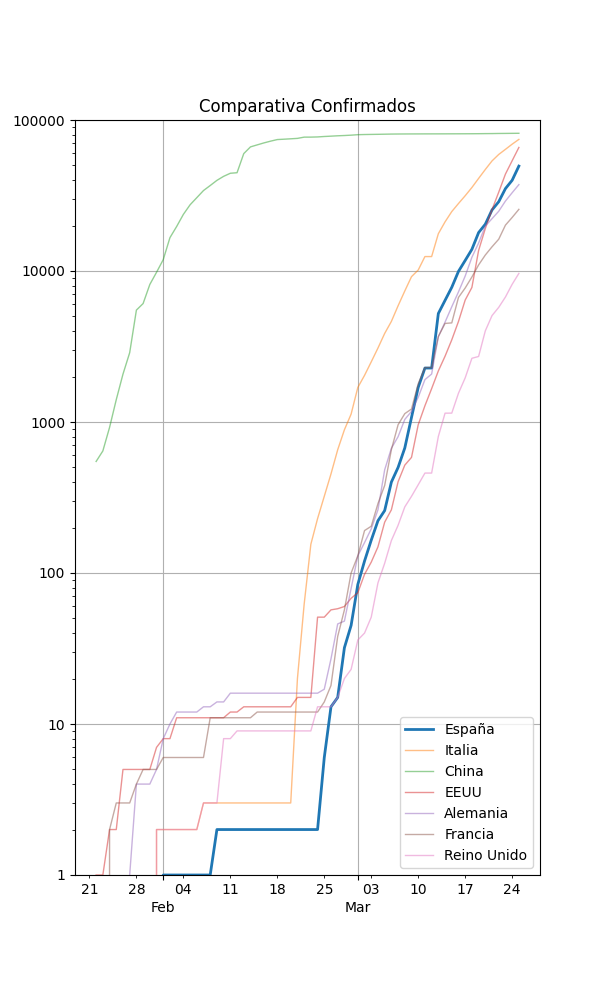 Comparativa Confirmados
100000
10000
1000
100
10
1
España
Italia
China
EEUU
Alemania
Francia
Reino Unido
21 28 04 11 18 25 03 10 17 24
Feb Mar